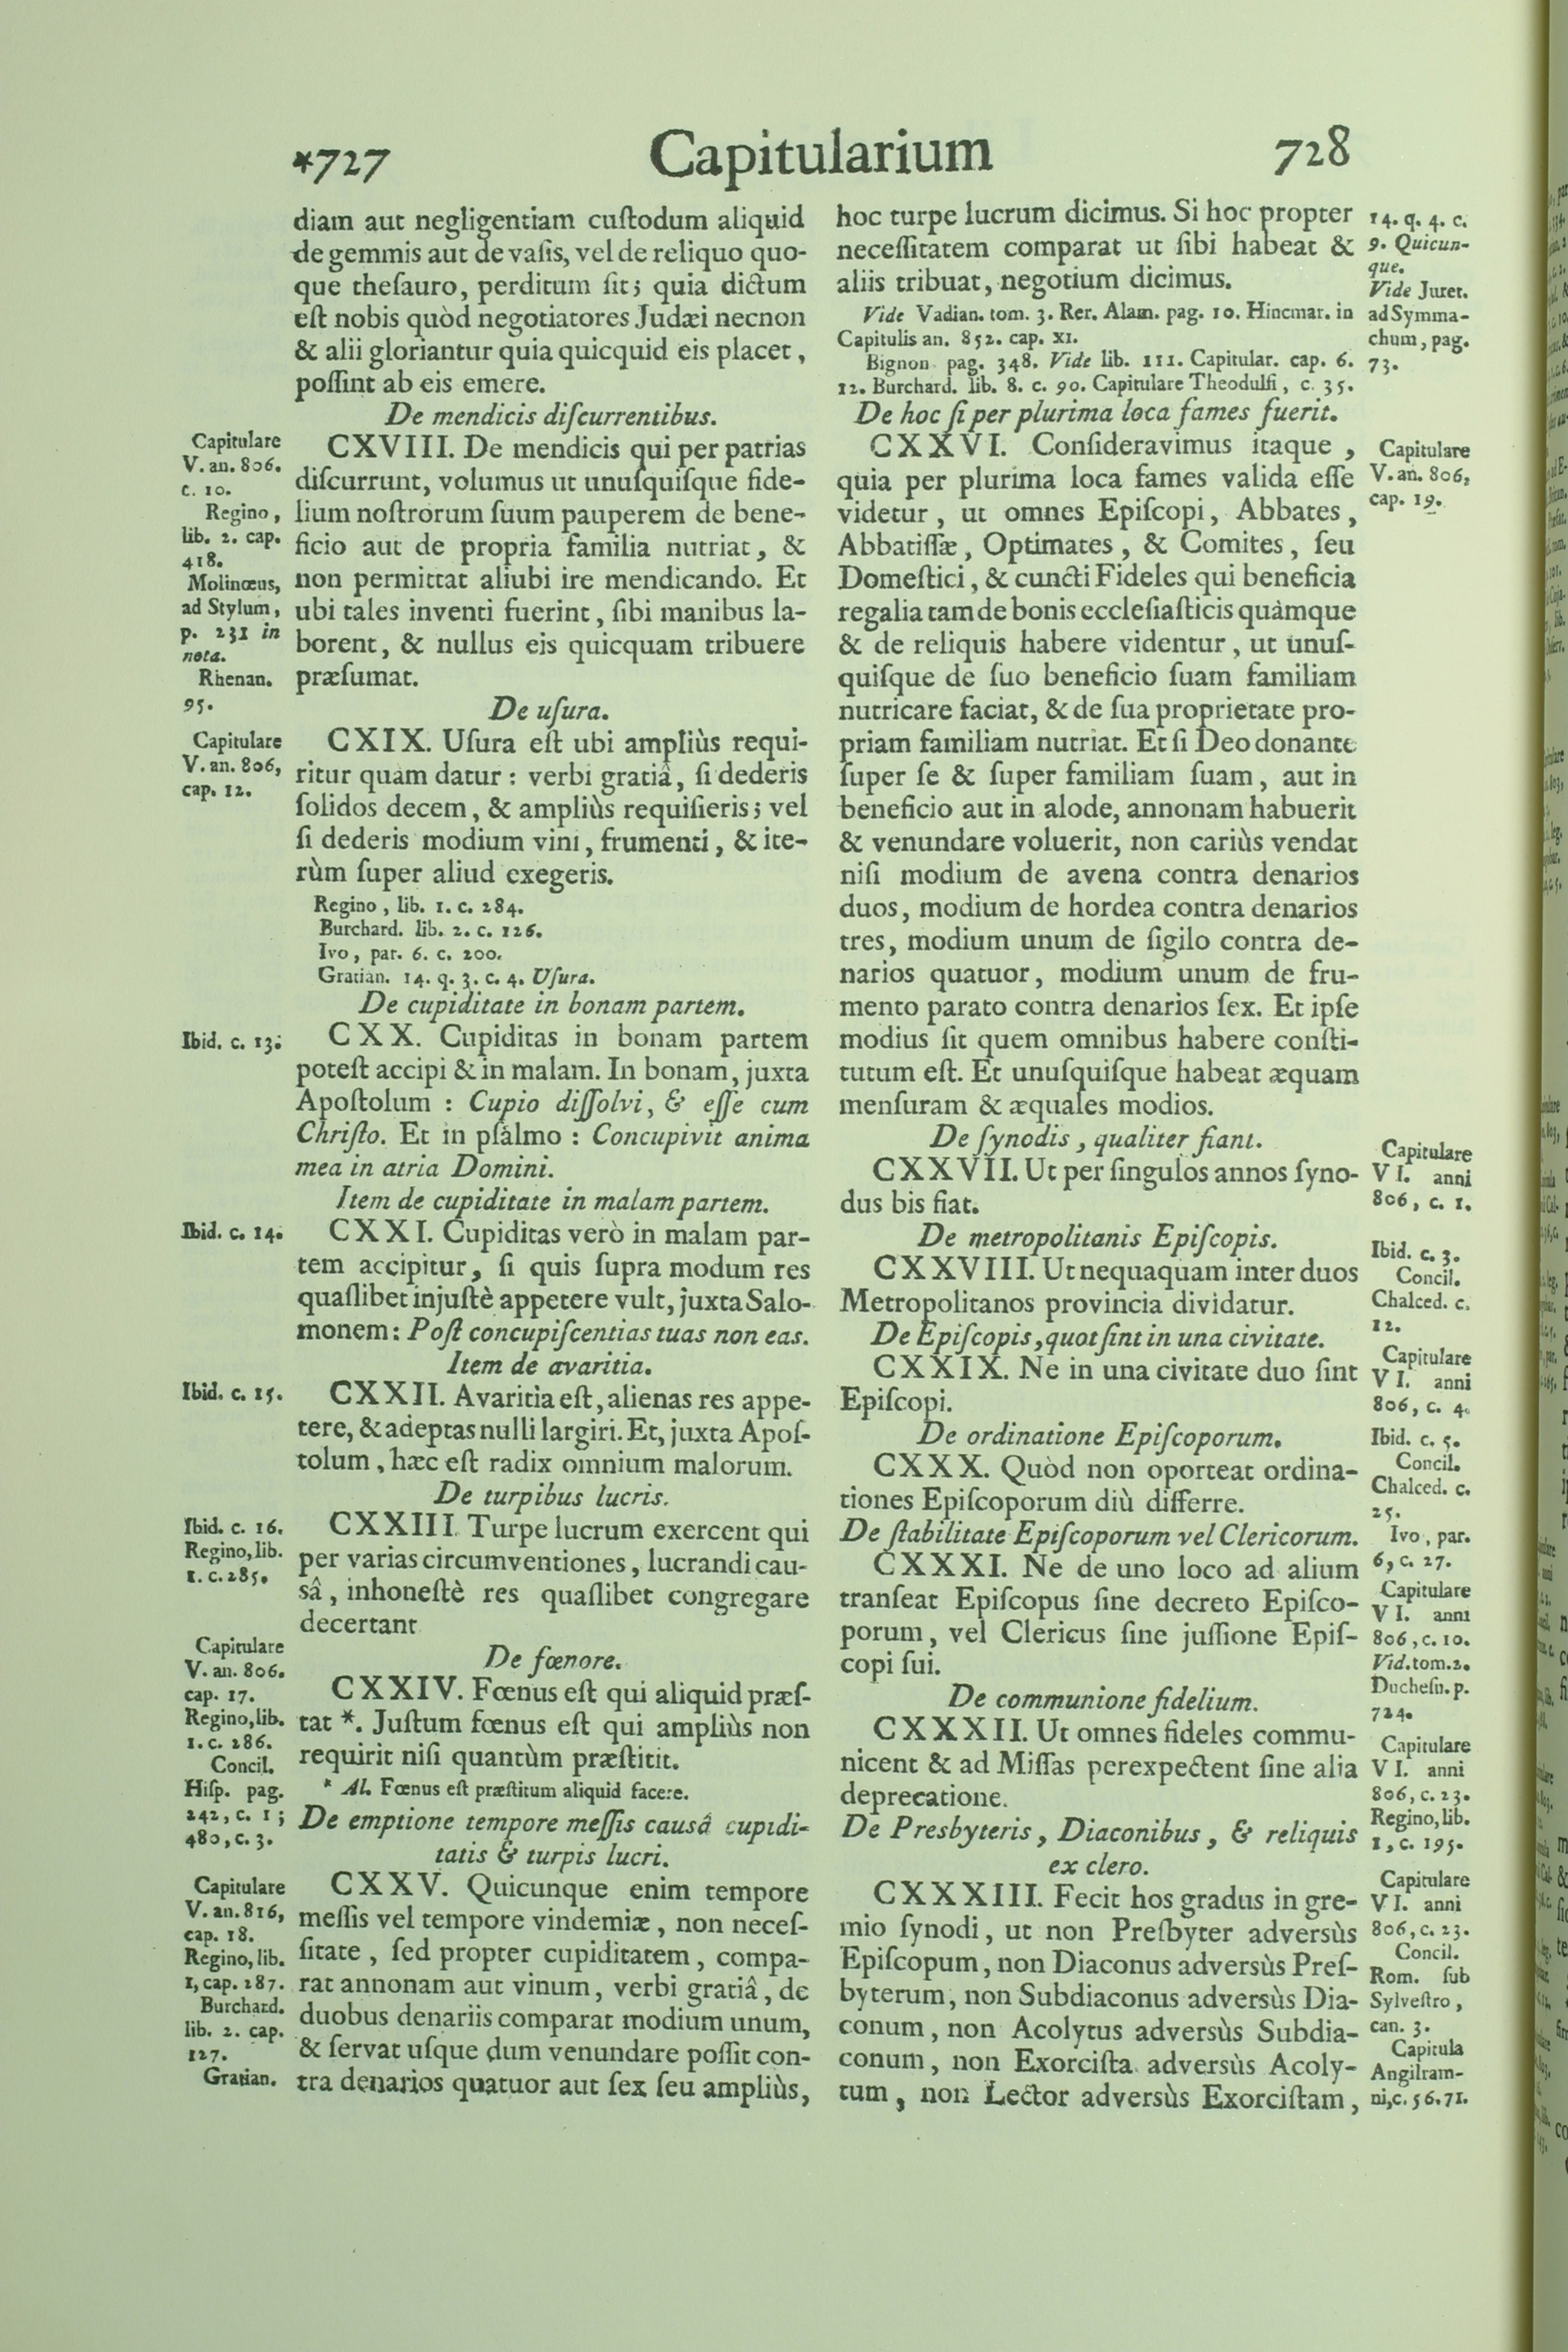 *727 Capitularium 728
diam aut negligentiam cuſtodum aliquid
de gemmis aut de vaſis, vel de reliquo quo-
que theſauro, perditum ſit; quia dictum
eſt nobis quòd negotiatores Judæi necnon
& alii gloriantur quia quicquid eis placet,
poſſint ab eis emere.
De mendicis diſcurrentibus.
Capitulare
V. an. 806.
c. 10.
Regino,
lib. 2. cap.
418.
Molinœus,
ad Stylum,
p. 231 in
nota.
Rhenan.
95.
CXVIII. De mendicis qui per patrias
diſcurrunt, volumus ut unuſquiſque fide-
lium noſtrorum ſuum pauperem de bene-
ficio aut de propria familia nutriat, &
non permittat aliubi ire mendicando. Et
ubi tales inventi fuerint, ſibi manibus la-
borent, & nullus eis quicquam tribuere
præſumat.
De uſura.
Capitulare
V. an. 806,
cap. 12.
CXIX. Uſura eſt ubi ampliùs requi-
ritur quàm datur: verbi gratiâ, ſi dederis
ſolidos decem, & ampliùs requiſieris; vel
ſi dederis modium vini, frumenti, & ite-
rùm ſuper aliud exegeris.
Regino, lib. 1. c. 284.
Burchard. lib. 2. c. 126.
Ivo, par. 6. c. 200.
Gratian. 14. q. 3. c. 4. Uſura.
De cupiditate in bonam partem.
Ibid. c. 13.
CXX. Cupiditas in bonam partem
poteſt accipi & in malam. In bonam, juxta
Apoſtolum: Cupio diſſolvi, & eſſe cum
Chriſto. Et in pſalmo: Concupivit anima
mea in atria Domini.
Item de cupiditate in malam partem.
Ibid. c. 14.
CXXI. Cupiditas verò in malam par-
tem accipitur, ſi quis ſupra modum res
quaſlibet injuſtè appetere vult, juxta Salo-
monem: Poſt concupiſcentias tuas non eas.
Item de avaritia.
Ibid. c. 15.
CXXII. Avaritia eſt, alienas res appe-
tere, & adeptas nulli largiri. Et, juxta Apoſ-
tolum, hæc eſt radix omnium malorum.
De turpibus lucris.
Ibid. c. 16.
Regino, lib.
1. c. 285.
CXXIII. Turpe lucrum exercent qui
per varias circumventiones, lucrandi cau-
sâ, inhoneſtè res quaſlibet congregare
decertant
De fœnore.
Capitulare
V. an. 806.
cap. 17.
Regino, lib.
1. c. 286.
Concil.
Hiſp. pag.
242, c. 1;
480, c. 3.
CXXIV. Fœnus eſt qui aliquid præſ-
tat *. Juſtum fœnus eſt qui ampliùs non
requirit niſi quantùm præſtitit.
* Al. Fœnus eſt præſtitum aliquid facere.
De emptione tempore meſſis causâ cupidi-
tatis & turpis lucri.
Capitulare
V. an. 816,
cap. 18.
Regino, lib.
1, cap. 287.
Burchard.
lib. 2. cap.
127.
Gratian.
CXXV. Quicunque enim tempore
meſſis vel tempore vindemiæ, non neceſ-
ſitate, ſed propter cupiditatem, compa-
rat annonam aut vinum, verbi gratiâ, de
duobus denariis comparat modium unum,
& ſervat uſque dum venundare poſſit con-
tra denarios quatuor aut ſex ſeu ampliùs,
hoc turpe lucrum dicimus. Si hoc propter
neceſſitatem comparat ut ſibi habeat &
aliis tribuat, negotium dicimus.
14. q. 4. c.
9. Quicun-
que.
Vide Juret.
ad Symma-
chum, pag.
73.
Vide Vadian. tom. 3. Rer. Alam. pag. 10. Hincmar. in
Capitulis an. 852. cap. XI.
Bignon pag. 348. Vide lib. III. Capitular. cap. 6.
12. Burchard. lib. 8. c. 90. Capitulare Theodulfi, c. 35.
De hoc ſi per plurima loca fames fuerit.
Capitulare
V. an. 806,
cap. 19.
CXXVI. Conſideravimus itaque,
quia per plurima loca fames valida eſſe
videtur, ut omnes Epiſcopi, Abbates,
Abbatiſſæ, Optimates, & Comites, ſeu
Domeſtici, & cuncti Fideles qui beneficia
regalia tam de bonis eccleſiaſticis quàmque
& de reliquis habere videntur, ut unuſ-
quiſque de ſuo beneficio ſuam familiam
nutricare faciat, & de ſua proprietate pro-
priam familiam nutriat. Et ſi Deo donante
ſuper ſe & ſuper familiam ſuam, aut in
beneficio aut in alode, annonam habuerit
& venundare voluerit, non cariùs vendat
niſi modium de avena contra denarios
duos, modium de hordea contra denarios
tres, modium unum de ſigilo contra de-
narios quatuor, modium unum de fru-
mento parato contra denarios ſex. Et ipſe
modius ſit quem omnibus habere conſti-
tutum eſt. Et unuſquiſque habeat æquam
menſuram & æquales modios.
De ſynodis, qualiter fiant.
Capitulare
VI. anni
806, c. 1.
CXXVII. Ut per ſingulos annos ſyno-
dus bis fiat.
De metropolitanis Epiſcopis.
Ibid. c. 3.
Concil.
Chalced. c.
12.
CXXVIII. Ut nequaquam inter duos
Metropolitanos provincia dividatur.
De Epiſcopis, quot ſint in una civitate.
Capitulare
VI. anni
806, c. 4.
CXXIX. Ne in una civitate duo ſint
Epiſcopi.
De ordinatione Epiſcoporum.
Ibid. c. 5.
Concil.
Chalced. c.
25.
CXXX. Quòd non oporteat ordina-
tiones Epiſcoporum diù differre.
De ſtabilitate Epiſcoporum vel Clericorum.
Ivo, par.
6, c. 27.
Capitulare
VI. anni
806, c. 10.
Vid. tom. 2.
Ducheſn. p.
724.
CXXXI. Ne de uno loco ad alium
tranſeat Epiſcopus ſine decreto Epiſco-
porum, vel Clericus ſine juſſione Epiſ-
copi ſui.
De communione fidelium.
Capitulare
VI. anni
806, c. 23.
Regino, lib.
1, c. 195.
CXXXII. Ut omnes fideles commu-
nicent & ad Miſſas perexpectent ſine alia
deprecatione.
De Presbyteris, Diaconibus, & reliquis
ex clero.
Capitulare
VI. anni
806, c. 23.
Concil.
Rom. ſub
Sylveſtro,
can. 3.
Capitula
Angilram-
ni, c. 56. 71.
CXXXIII. Fecit hos gradus in gre-
mio ſynodi, ut non Preſbyter adversùs
Epiſcopum, non Diaconus adversùs Preſ-
byterum, non Subdiaconus adversùs Dia-
conum, non Acolytus adversùs Subdia-
conum, non Exorciſta adversùs Acoly-
tum, non Lector adversùs Exorciſtam,